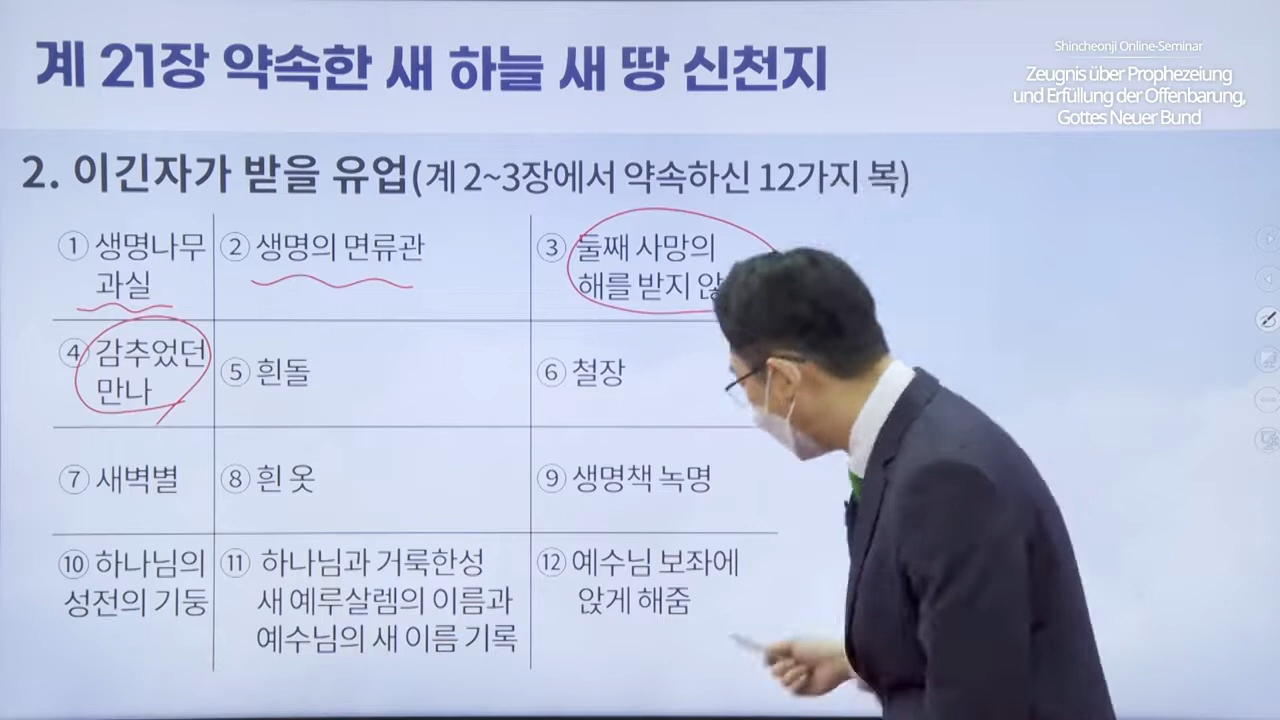 계 21장 약속한 새 하늘 새 땅 신천지
Shincheonji Online-Seminar
Zeugnis über Prophezeiung
und Erfüllung der Offenbarung,
Gottes Neuer Bund
2. 이긴자가 받을 유업(계 2~3장에서 약속하신 12가지 복)
① 생명나무
과실
② 생명의 면류관
③ 둘째 사망의
해를 받지 않
④ 감추었던
만나
⑤ 흰돌
⑥ 철장
⑦ 새벽별
⑧ 흰 옷
⑨ 생명책 녹명
⑩ 하나님의
성전의 기둥
⑪ 하나님과 거룩한성
새 예루살렘의 이름과
예수님의 새 이름 기록
⑫ 예수님 보좌에
앉게 해줌